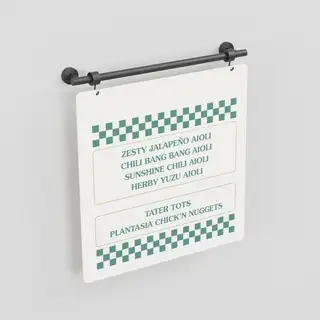 ZESTY JALAPEÑO AIOLI
CHILI BANG BANG AIOLI
SUNSHINE CHILI AIOLI
HERBY YUZU AIOLI
TATER TOTS
PLANTASIA CHICK'N NUGGETS